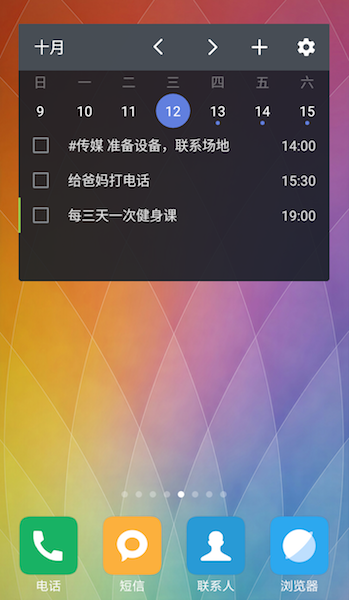 十月
日 一 二 三 四 五 六
9 10 11 12 13 14 15
#传媒 准备设备，联系场地 14:00
给爸妈打电话 15:30
每三天一次健身课 19:00
电话 短信 联系人 浏览器